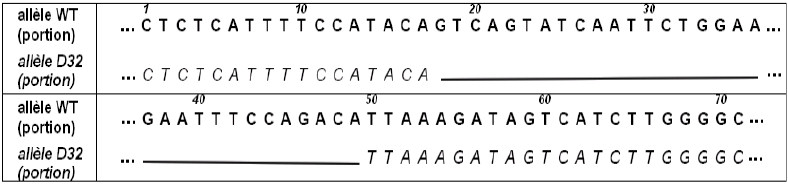 1 10 20 30
allèle WT
(portion)
... C T C T C A T T T T C C A T A C A G T C A G T A T C A A T T C T G G A A ...
allèle D32
(portion)
... C T C T C A T T T T C C A T A C A ...
40 50 60 70
allèle WT
(portion)
... G A A T T T C C A G A C A T T A A A G A T A G T C A T C T T G G G G C ...
allèle D32
(portion)
... T T A A A G A T A G T C A T C T T G G G G C ...